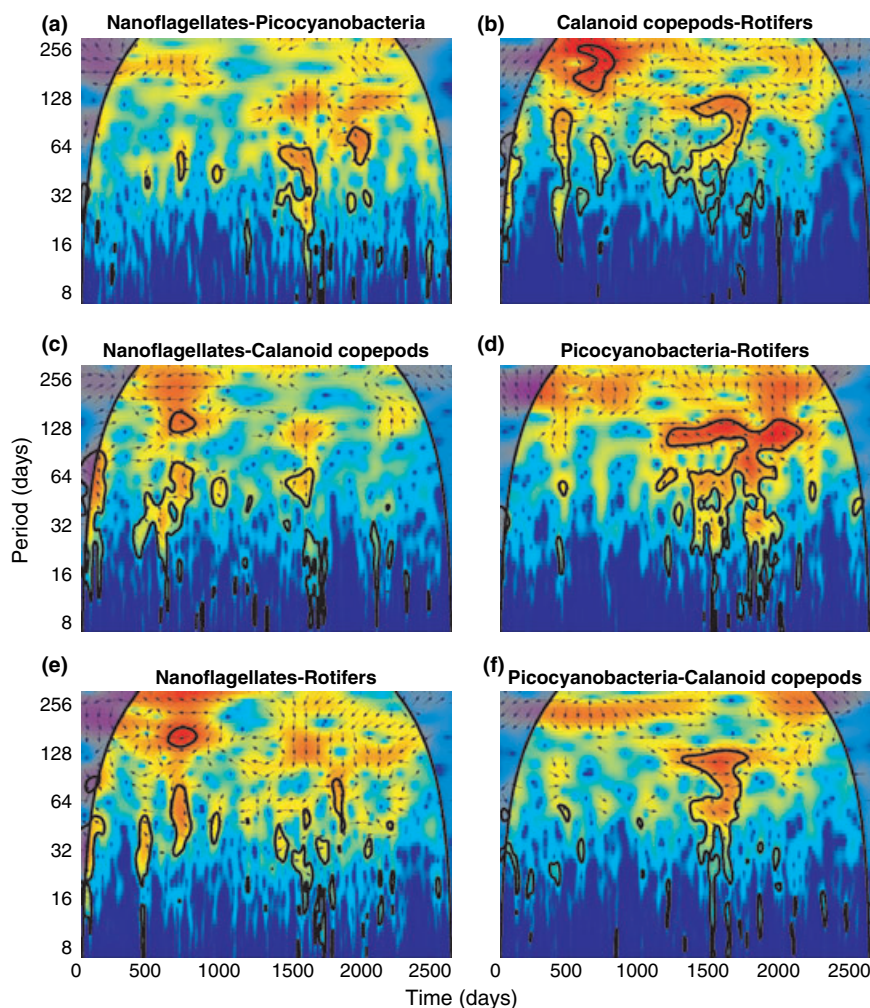 (a) Nanoflagellates-Picocyanobacteria
(b) Calanoid copepods-Rotifers
256
128
64
32
16
8
(c) Nanoflagellates-Calanoid copepods
(d) Picocyanobacteria-Rotifers
256
128
64
32
16
8
Period (days)
(e) Nanoflagellates-Rotifers
(f) Picocyanobacteria-Calanoid copepods
256
128
64
32
16
8
0 500 1000 1500 2000 2500
0 500 1000 1500 2000 2500
Time (days)